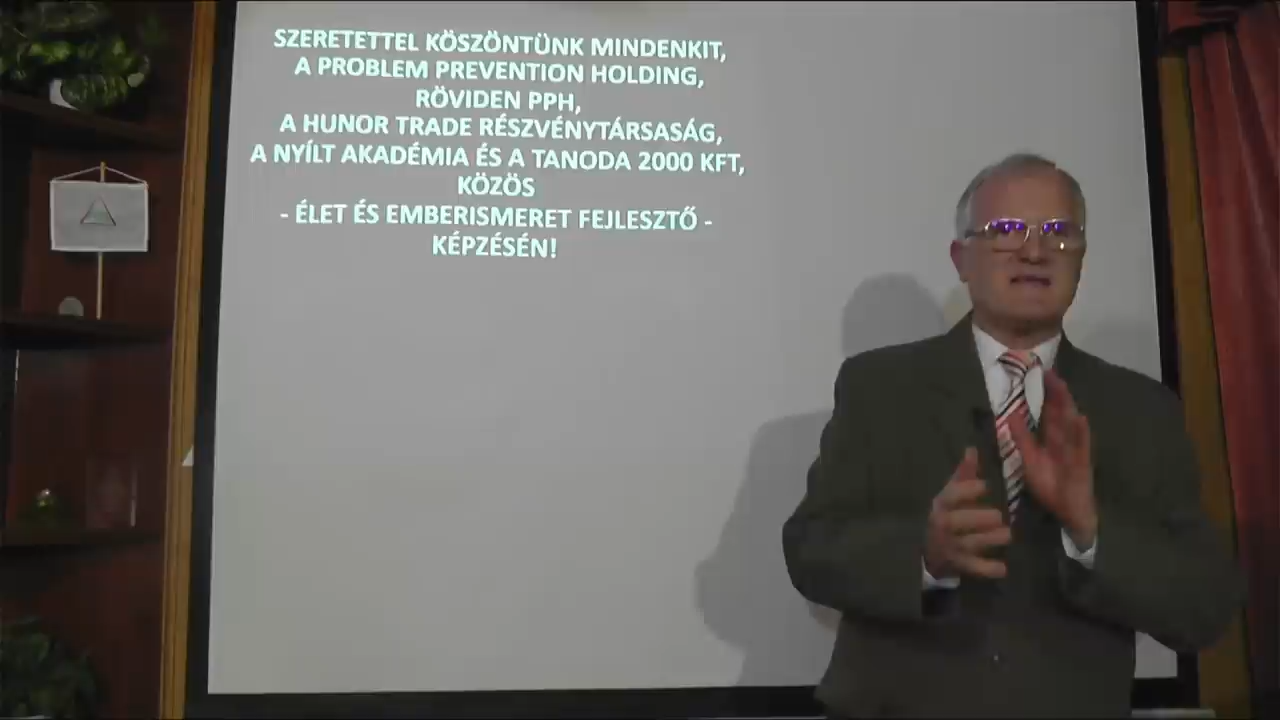 SZERETETTEL KÖSZÖNTÜNK MINDENKIT,
A PROBLEM PREVENTION HOLDING,
RÖVIDEN PPH,
A HUNOR TRADE RÉSZVÉNYTÁRSASÁG,
A NYÍLT AKADÉMIA ÉS A TANODA 2000 KFT,
KÖZÖS
- ÉLET ÉS EMBERISMERET FEJLESZTŐ -
KÉPZÉSÉN!